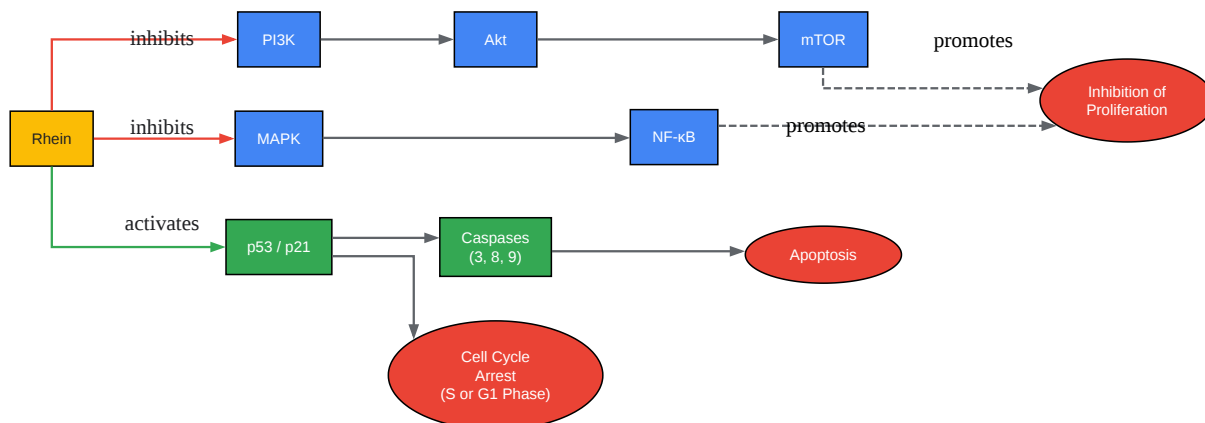 inhibits
PI3K
Akt
mTOR
promotes
Inhibition of
Proliferation
Rhein
inhibits
MAPK
NF-κB
promotes
activates
p53 / p21
Caspases
(3, 8, 9)
Apoptosis
Cell Cycle
Arrest
(S or G1 Phase)